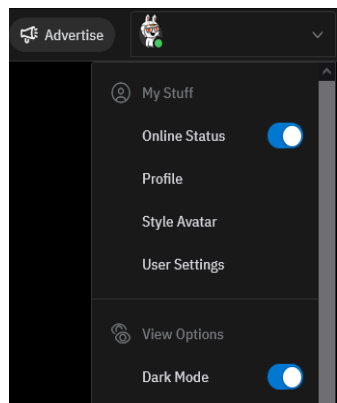 Advertise
My Stuff
Online Status
Profile
Style Avatar
User Settings
View Options
Dark Mode